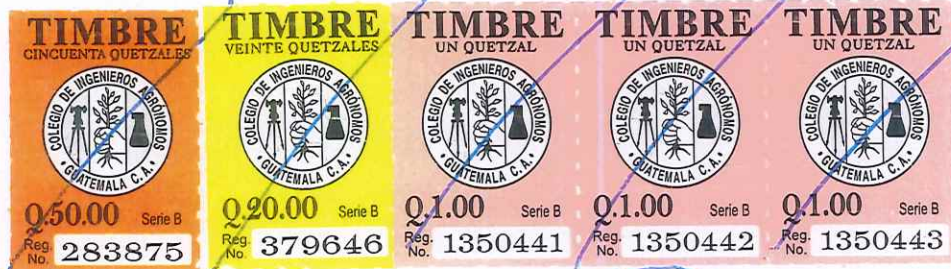 TIMBRE
CINCUENTA QUETZALES
COLEGIO DE INGENIEROS AGRÓNOMOS
• GUATEMALA C.A. •
Q.50.00 Serie B
Reg. No. 283875
TIMBRE
VEINTE QUETZALES
COLEGIO DE INGENIEROS AGRÓNOMOS
• GUATEMALA C.A. •
Q.20.00 Serie B
Reg. No. 379646
TIMBRE
UN QUETZAL
COLEGIO DE INGENIEROS AGRÓNOMOS
• GUATEMALA C.A. •
Q.1.00 Serie B
Reg. No. 1350441
TIMBRE
UN QUETZAL
COLEGIO DE INGENIEROS AGRÓNOMOS
• GUATEMALA C.A. •
Q.1.00 Serie B
Reg. No. 1350442
TIMBRE
UN QUETZAL
COLEGIO DE INGENIEROS AGRÓNOMOS
• GUATEMALA C.A. •
Q.1.00 Serie B
Reg. No. 1350443